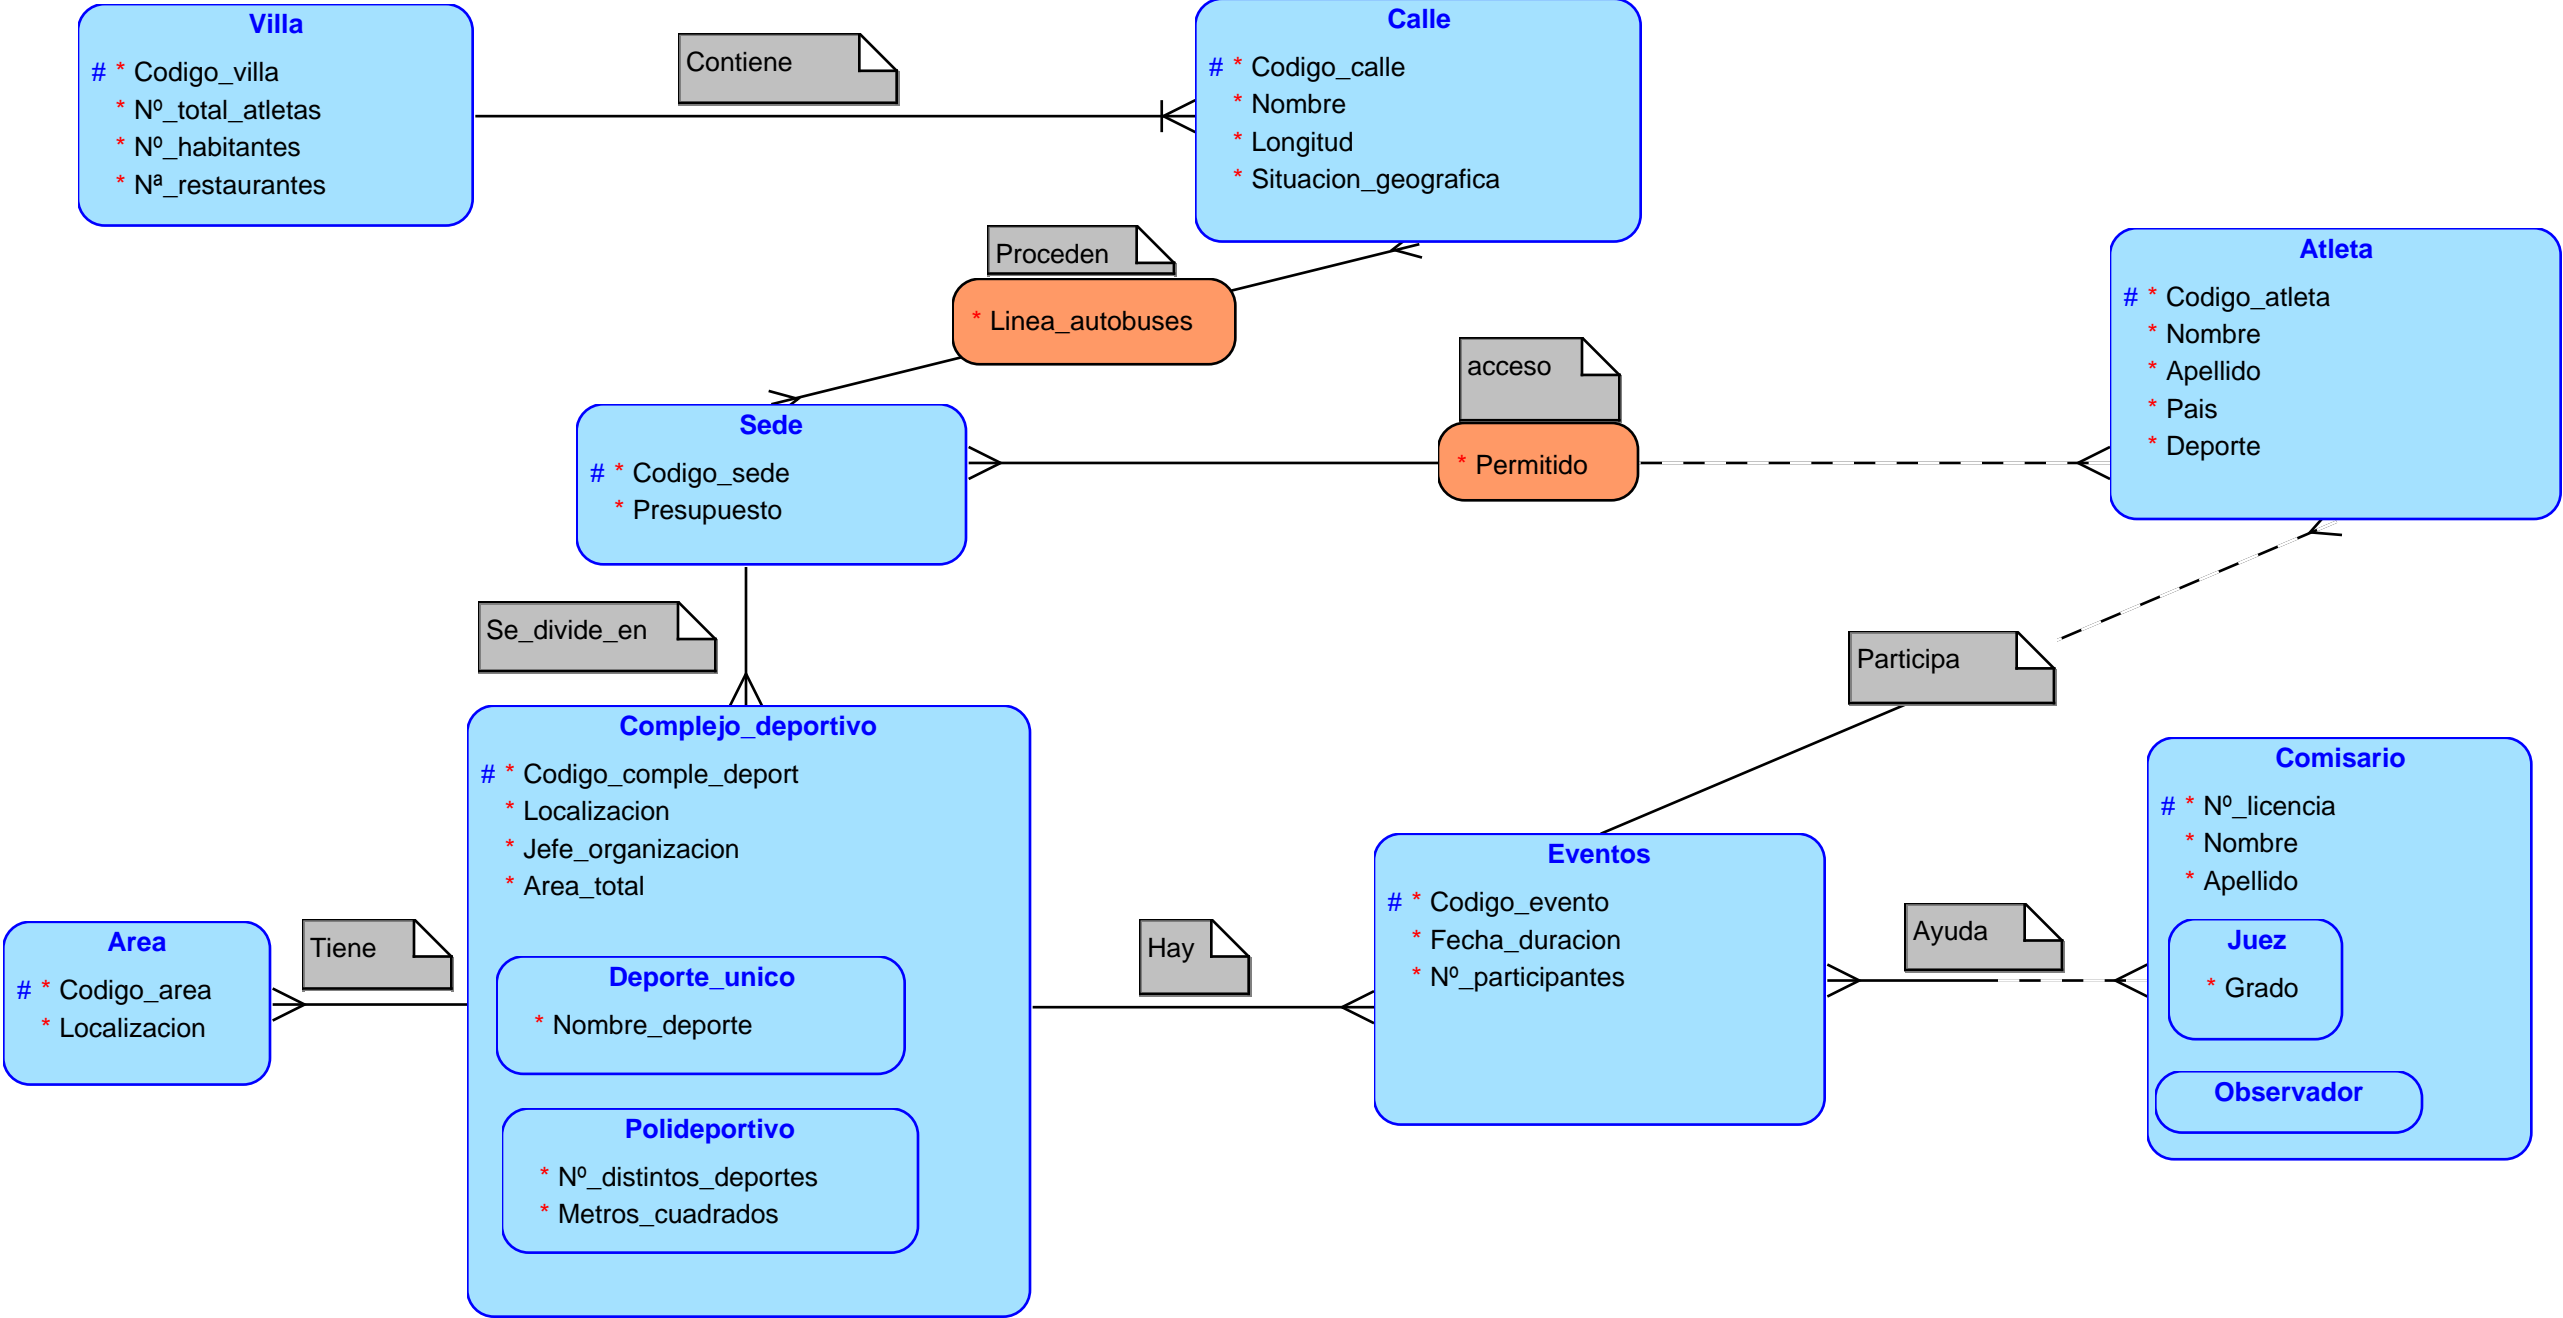 Villa
# * Codigo_villa
* Nº_total_atletas
* Nº_habitantes
* Nª_restaurantes
Contiene
Calle
# * Codigo_calle
* Nombre
* Longitud
* Situacion_geografica
Proceden
* Linea_autobuses
Atleta
# * Codigo_atleta
* Nombre
* Apellido
* Pais
* Deporte
acceso
* Permitido
Sede
# * Codigo_sede
* Presupuesto
Se_divide_en
Participa
Complejo_deportivo
# * Codigo_comple_deport
* Localizacion
* Jefe_organizacion
* Area_total
Deporte_unico
* Nombre_deporte
Polideportivo
* Nº_distintos_deportes
* Metros_cuadrados
Area
# * Codigo_area
* Localizacion
Tiene
Hay
Eventos
# * Codigo_evento
* Fecha_duracion
* Nº_participantes
Ayuda
Comisario
# * Nº_licencia
* Nombre
* Apellido
Juez
* Grado
Observador